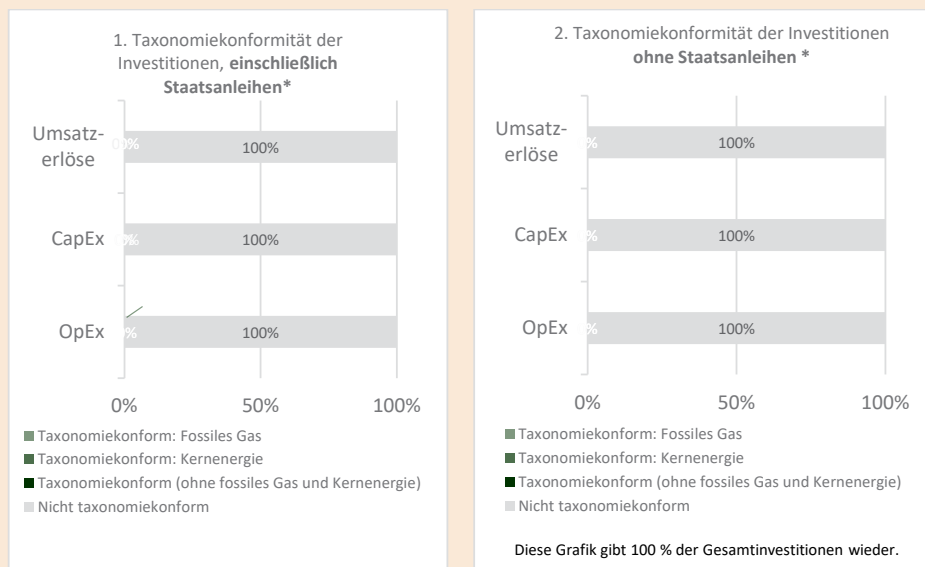 1. Taxonomiekonformität der
Investitionen, einschließlich
Staatsanleihen*
Umsatz-
erlöse
100%
CapEx
100%
OpEx
100%
0% 50% 100%
Taxonomiekonform: Fossiles Gas
Taxonomiekonform: Kernenergie
Taxonomiekonform (ohne fossiles Gas und Kernenergie)
Nicht taxonomiekonform
2. Taxonomiekonformität der Investitionen
ohne Staatsanleihen *
Umsatz-
erlöse
100%
CapEx
100%
OpEx
100%
0% 50% 100%
Taxonomiekonform: Fossiles Gas
Taxonomiekonform: Kernenergie
Taxonomiekonform (ohne fossiles Gas und Kernenergie)
Nicht taxonomiekonform
Diese Grafik gibt 100 % der Gesamtinvestitionen wieder.